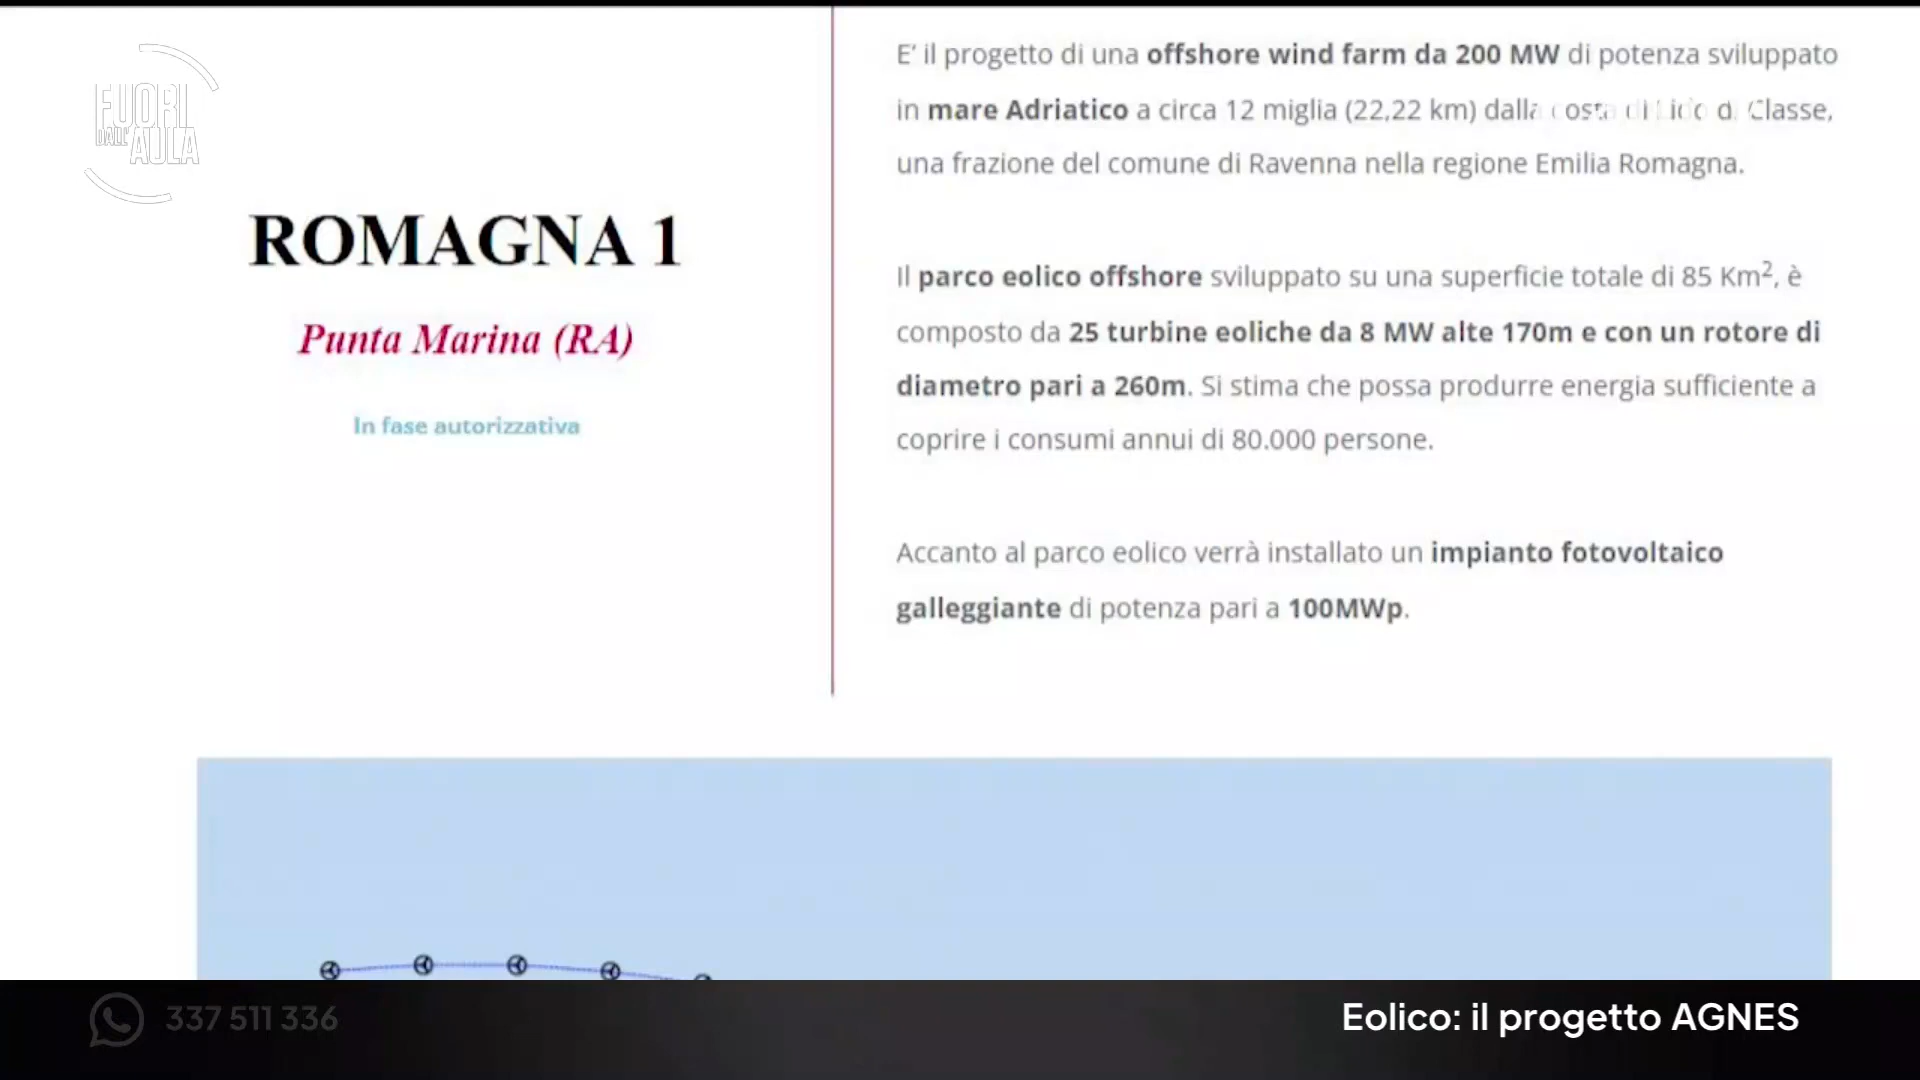 FUORI
DALL'
AULA
ROMAGNA 1
Punta Marina (RA)
In fase autorizzativa
E' il progetto di una offshore wind farm da 200 MW di potenza sviluppato
in mare Adriatico a circa 12 miglia (22,22 km) dalla costa di Lido di Classe,
una frazione del comune di Ravenna nella regione Emilia Romagna.
Il parco eolico offshore sviluppato su una superficie totale di 85 Km², è
composto da 25 turbine eoliche da 8 MW alte 170m e con un rotore di
diametro pari a 260m. Si stima che possa produrre energia sufficiente a
coprire i consumi annui di 80.000 persone.
Accanto al parco eolico verrà installato un impianto fotovoltaico
galleggiante di potenza pari a 100MWp.
337 511 336
Eolico: il progetto AGNES